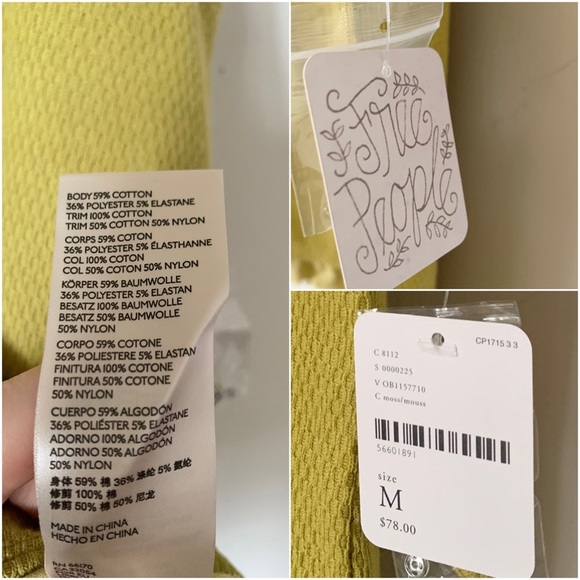 BODY 59% COTTON
36% POLYESTER 5% ELASTANE
TRIM 100% COTTON
TRIM 50% COTTON 50% NYLON
CORPS 59% COTON
36% POLYESTER 5% ÉLASTHANNE
COL 100% COTON
COL 50% COTON 50% NYLON
KÖRPER 59% BAUMWOLLE
36% POLYESTER 5% ELASTAN
BESATZ 100% BAUMWOLLE
BESATZ 50% BAUMWOLLE
50% NYLON
CORPO 59% COTONE
36% POLIESTERE 5% ELASTAN
FINITURA 100% COTONE
FINITURA 50% COTONE
50% NYLON
CUERPO 59% ALGODÓN
36% POLIÉSTER 5% ELASTANE
ADORNO 100% ALGODÓN
ADORNO 50% ALGODÓN
50% NYLON
身体 59% 棉 36% 涤纶 5% 氨纶
修剪 100% 棉
修剪 50% 棉 50% 尼龙
MADE IN CHINA
HECHO EN CHINA
RN 66170
Free
People
CP1715 3 3
C 8112
S 0000225
V OB1157710
C moss/mouss
56601891
size
M
$78.00